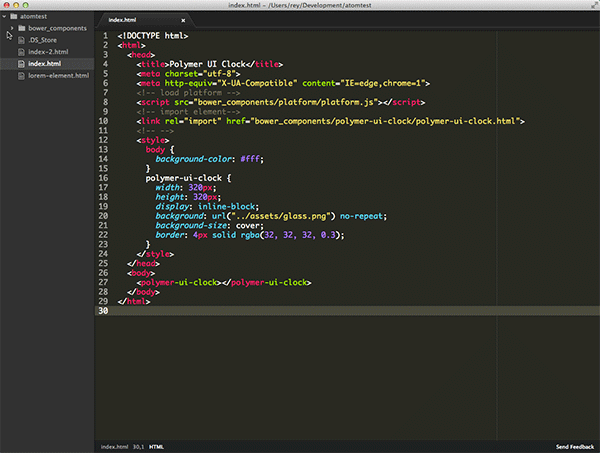 index.html - /Users/rey/Development/atomtest
atomtest
bower_components
.DS_Store
index-2.html
index.html
lorem-element.html
index.html
1 <!DOCTYPE html>
2 <html>
3 <head>
4 <title>Polymer UI Clock</title>
5 <meta charset="utf-8">
6 <meta http-equiv="X-UA-Compatible" content="IE=edge,chrome=1">
7 <!-- load platform -->
8 <script src="bower_components/platform/platform.js"></script>
9 <!-- import element-->
10 <link rel="import" href="bower_components/polymer-ui-clock/polymer-ui-clock.html">
11 <!-- -->
12 <style>
13 body {
14 background-color: #fff;
15 }
16 polymer-ui-clock {
17 width: 320px;
18 height: 320px;
19 display: inline-block;
20 background: url("../assets/glass.png") no-repeat;
21 background-size: cover;
22 border: 4px solid rgba(32, 32, 32, 0.3);
23 }
24 </style>
25 </head>
26 <body>
27 <polymer-ui-clock></polymer-ui-clock>
28 </body>
29 </html>
30
index.html 30,1 HTML
Send Feedback